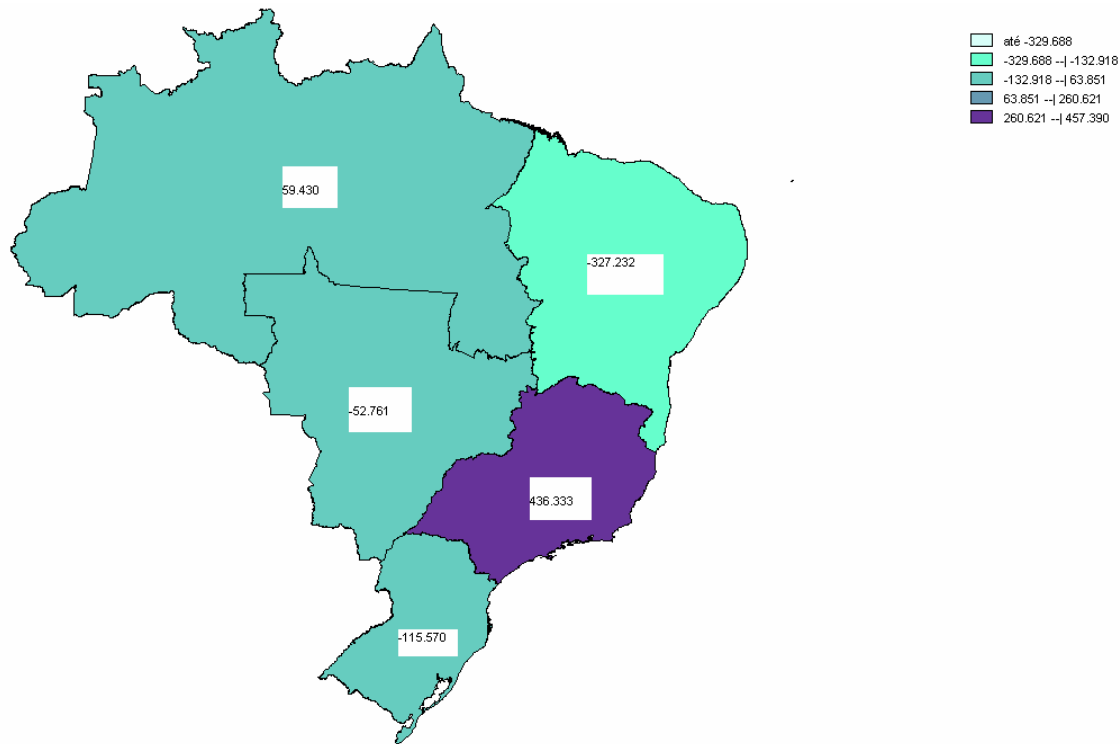 até -329.688
-329.688 --| -132.918
-132.918 --| 63.851
63.851 --| 260.621
260.621 --| 457.390
59.430
-327.232
-52.761
436.333
-115.570